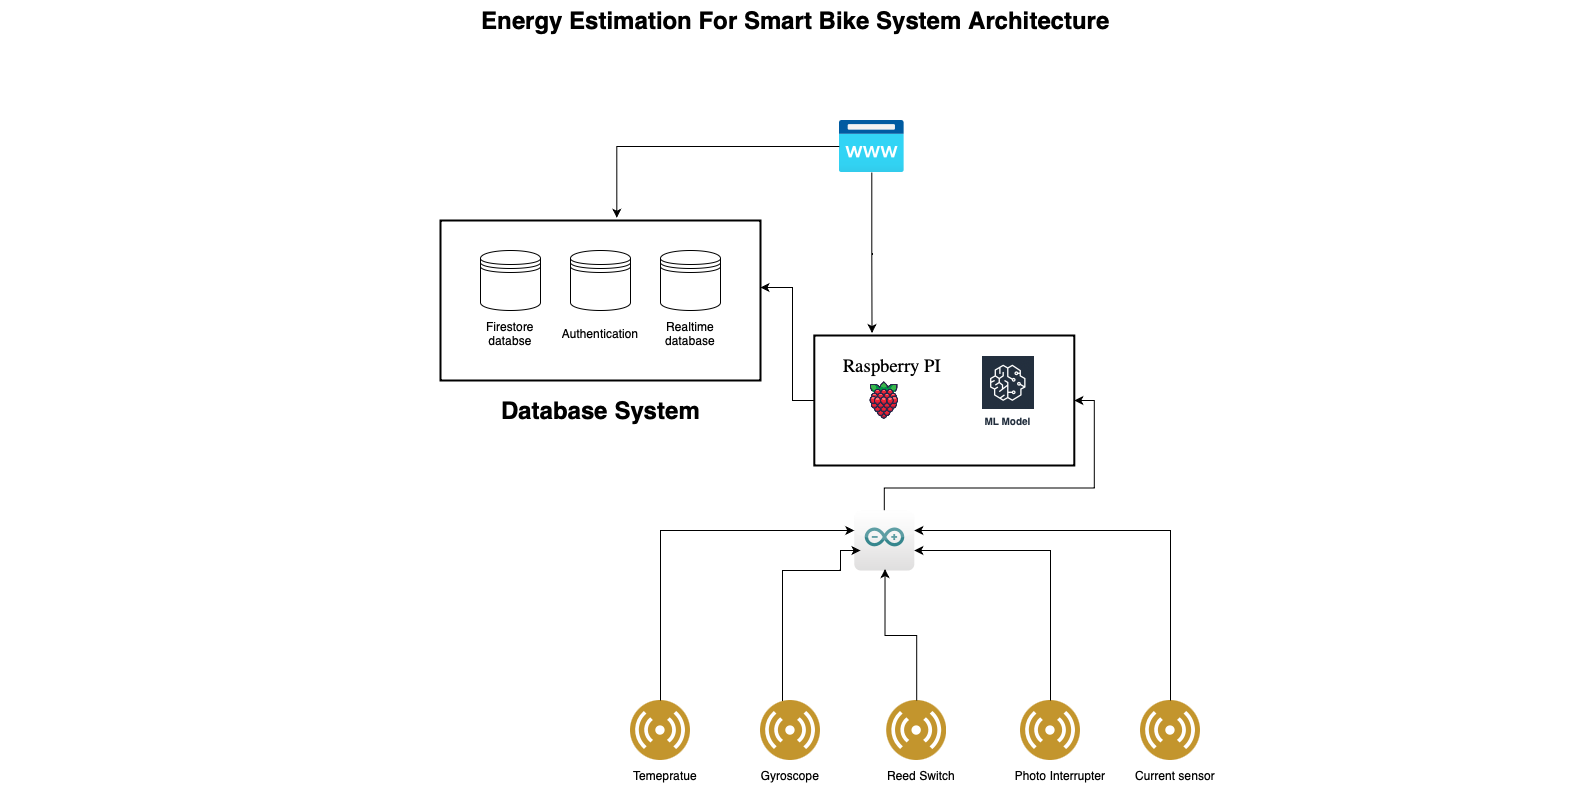 Energy Estimation For Smart Bike System Architecture
WWW
Firestore
databse
Authentication
Realtime
database
Database System
Raspberry PI
ML Model
Temepratue
Gyroscope
Reed Switch
Photo Interrupter
Current sensor